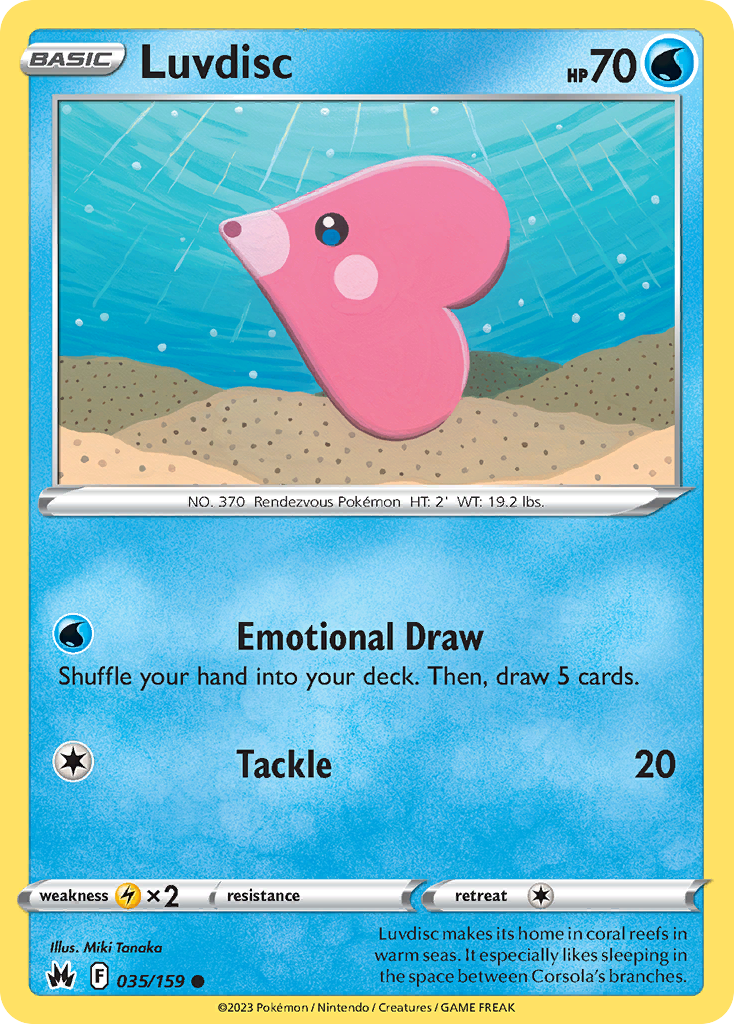 BASIC
Luvdisc
HP70
NO. 370 Rendezvous Pokémon HT: 2' WT: 19.2 lbs.
Emotional Draw
Shuffle your hand into your deck. Then, draw 5 cards.
Tackle 20
weakness ×2 resistance retreat
Illus. Miki Tanaka
F 035/159
Luvdisc makes its home in coral reefs in
warm seas. It especially likes sleeping in
the space between Corsola's branches.
©2023 Pokémon / Nintendo / Creatures / GAME FREAK